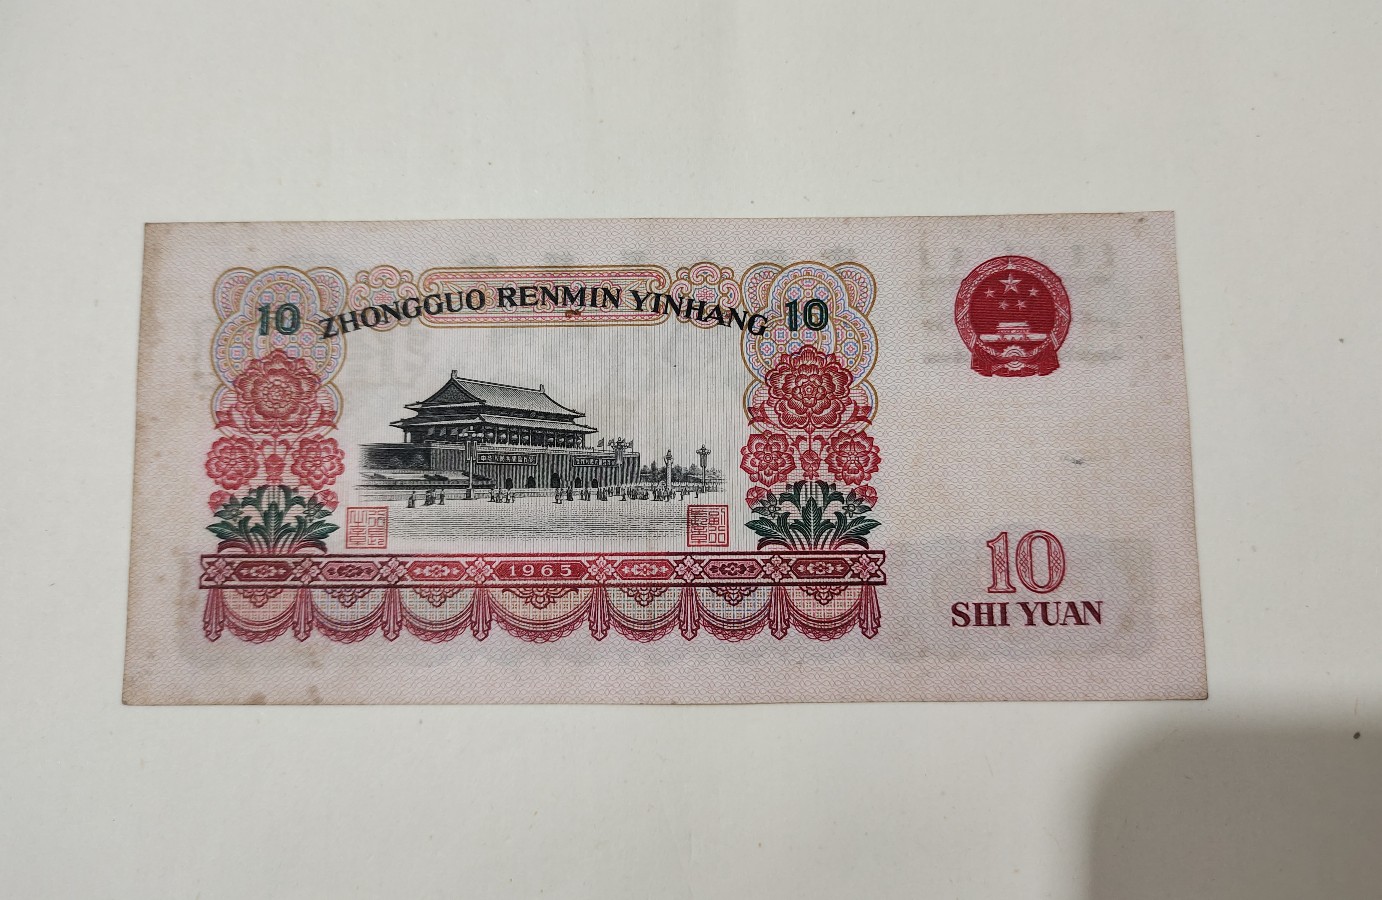 10 ZHONGGUO RENMIN YINHANG 10
1965
10
SHI YUAN